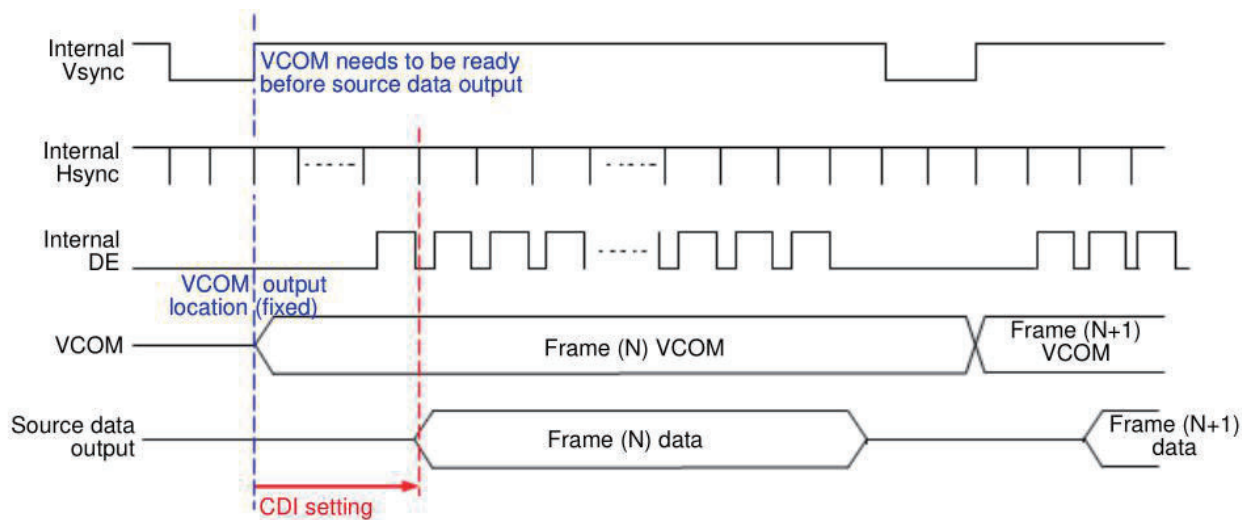 Internal
Vsync
VCOM needs to be ready
before source data output
Internal
Hsync
Internal
DE
VCOM output
location (fixed)
VCOM
Frame (N) VCOM
Frame (N+1)
VCOM
Source data
output
Frame (N) data
Frame (N+1)
data
CDI setting